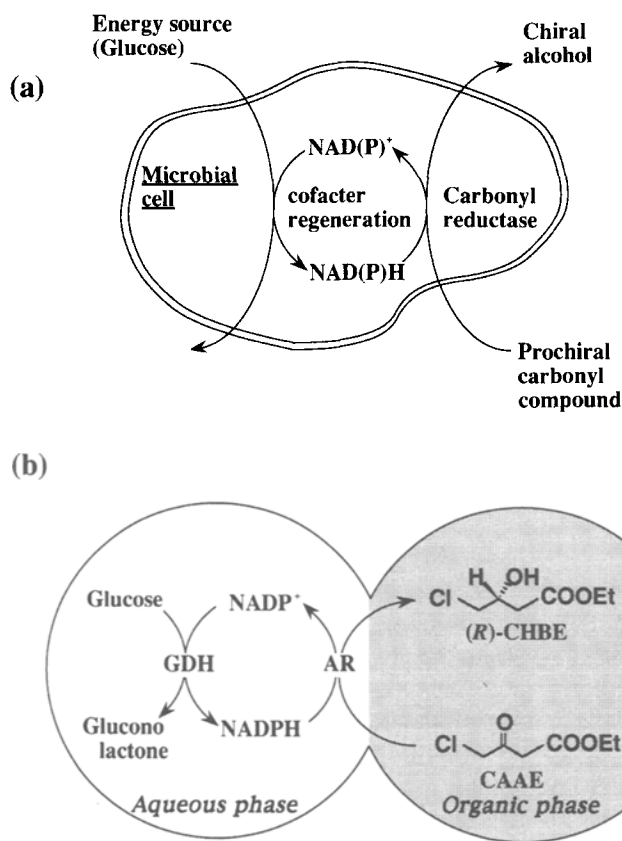 Energy source
(Glucose)
Chiral
alcohol
(a)
NAD(P)⁺
Microbial
cell
cofacter
regeneration
Carbonyl
reductase
NAD(P)H
Prochiral
carbonyl
compound
(b)
Glucose
NADP⁺
GDH
AR
Glucono
lactone
NADPH
Aqueous phase
H OH
Cl COOEt
(R)-CHBE
O
Cl COOEt
CAAE
Organic phase